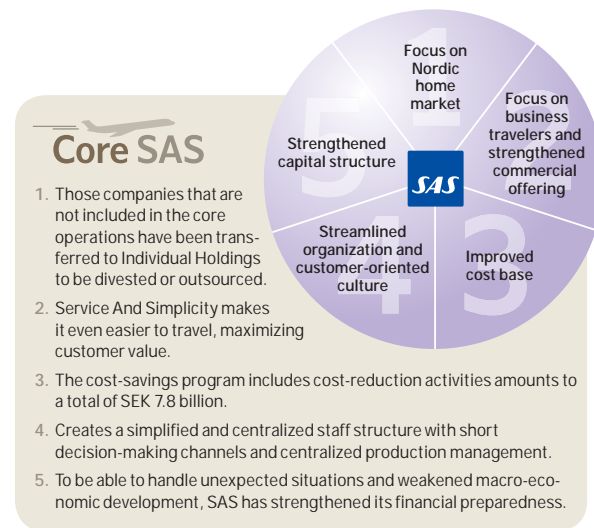 1
Focus on
Nordic
home
market
2
Focus on
business
travelers and
strengthened
commercial
offering
3
Improved
cost base
4
Streamlined
organization and
customer-oriented
culture
5
Strengthened
capital structure
SAS
Core SAS
1. Those companies that are
not included in the core
operations have been trans-
ferred to Individual Holdings
to be divested or outsourced.
2. Service And Simplicity makes
it even easier to travel, maximizing
customer value.
3. The cost-savings program includes cost-reduction activities amounts to
a total of SEK 7.8 billion.
4. Creates a simplified and centralized staff structure with short
decision-making channels and centralized production management.
5. To be able to handle unexpected situations and weakened macro-eco-
nomic development, SAS has strengthened its financial preparedness.